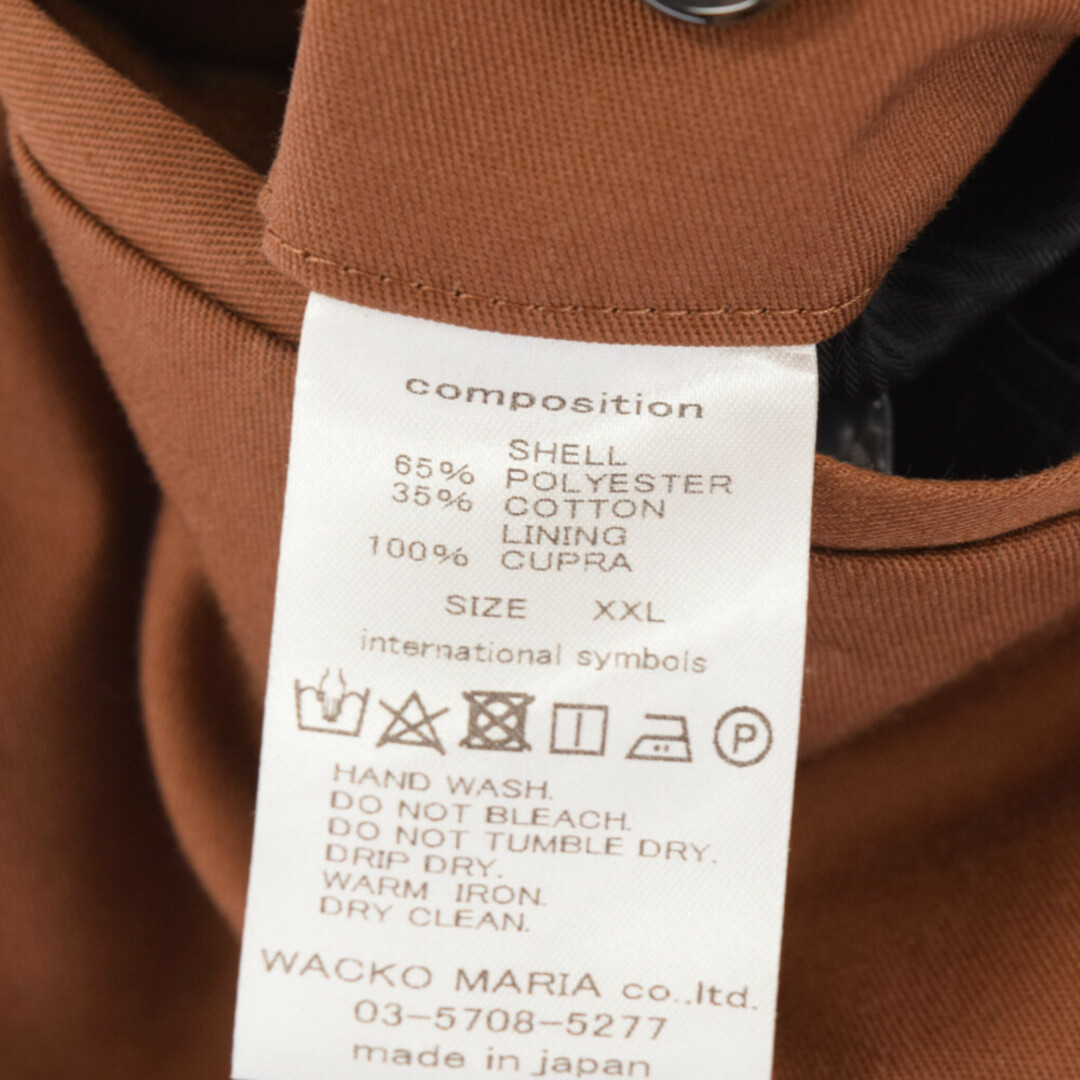 composition
SHELL
65% POLYESTER
35% COTTON
LINING
100% CUPRA
SIZE XXL
international symbols
P
HAND WASH.
DO NOT BLEACH.
DO NOT TUMBLE DRY.
DRIP DRY.
WARM IRON.
DRY CLEAN.
WACKO MARIA co.,ltd.
03-5708-5277
made in japan